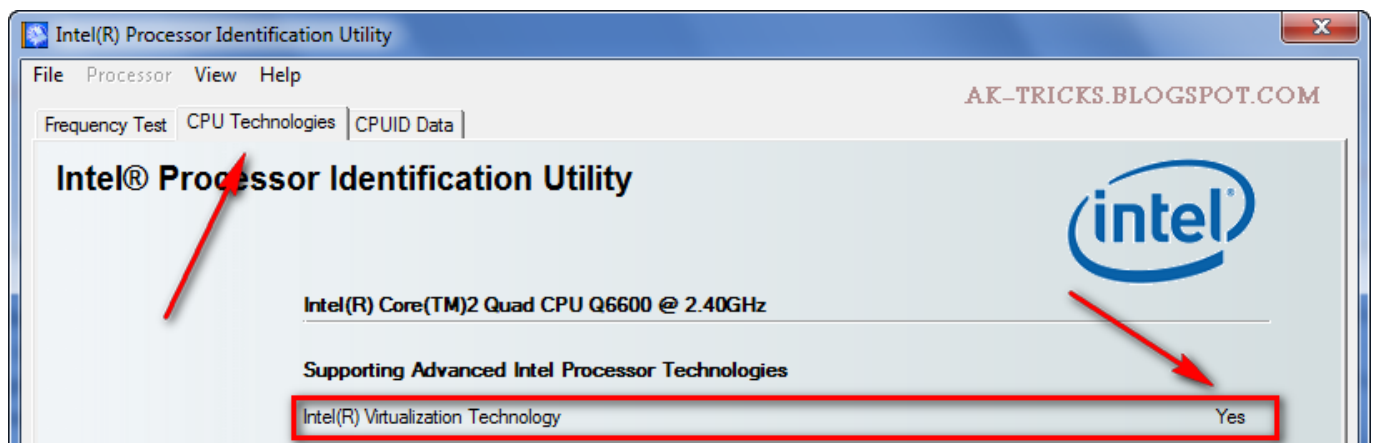 Intel(R) Processor Identification Utility
File Processor View Help
AK-TRICKS.BLOGSPOT.COM
Frequency Test CPU Technologies CPUID Data
Intel® Processor Identification Utility
intel
Intel(R) Core(TM)2 Quad CPU Q6600 @ 2.40GHz
Supporting Advanced Intel Processor Technologies
Intel(R) Virtualization Technology Yes